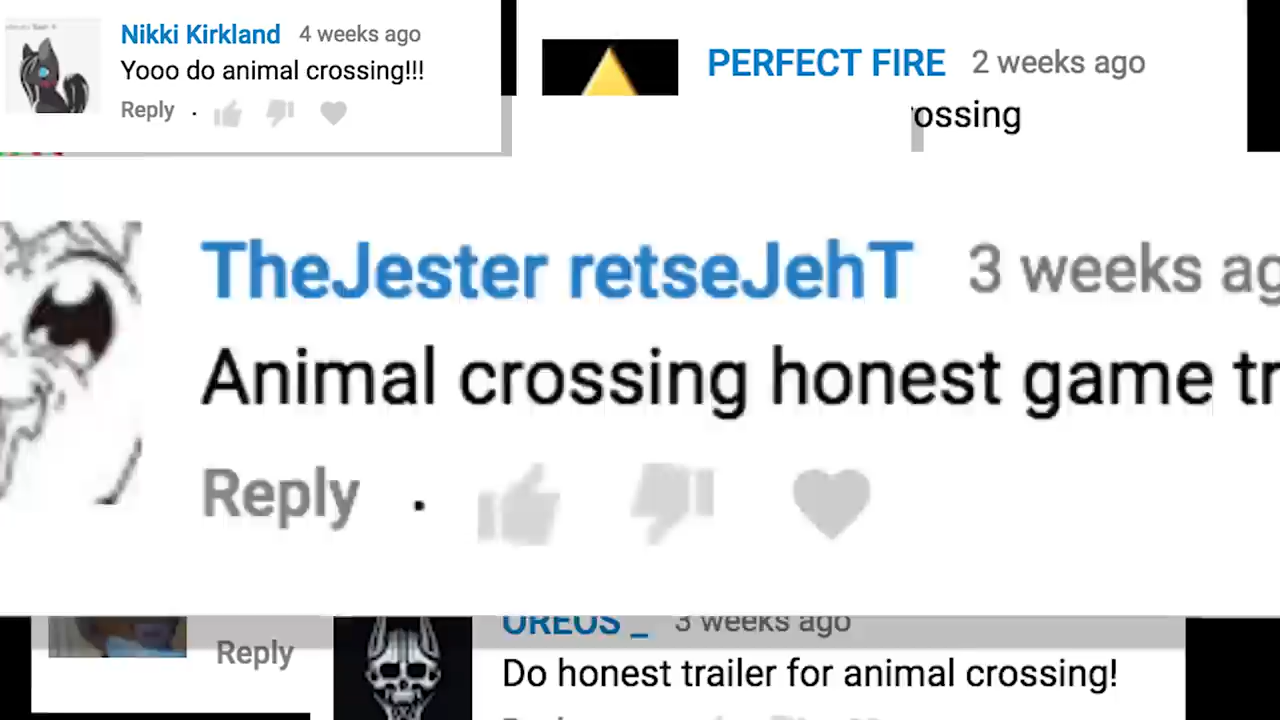 Nikki Kirkland 4 weeks ago
Yooo do animal crossing!!!
Reply .
PERFECT FIRE 2 weeks ago
ossing
TheJester retseJehT 3 weeks ag
Animal crossing honest game tr
Reply .
Reply
OREOS _ 3 weeks ago
Do honest trailer for animal crossing!